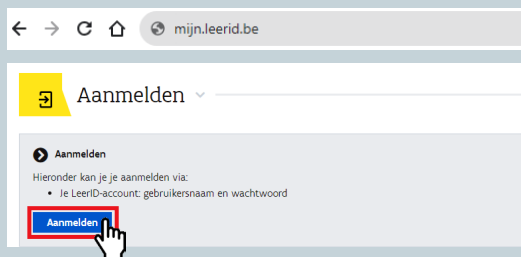 mijn.leerid.be
Aanmelden
Aanmelden
Hieronder kan je je aanmelden via:
• Je LeerID-account: gebruikersnaam en wachtwoord
Aanmelden